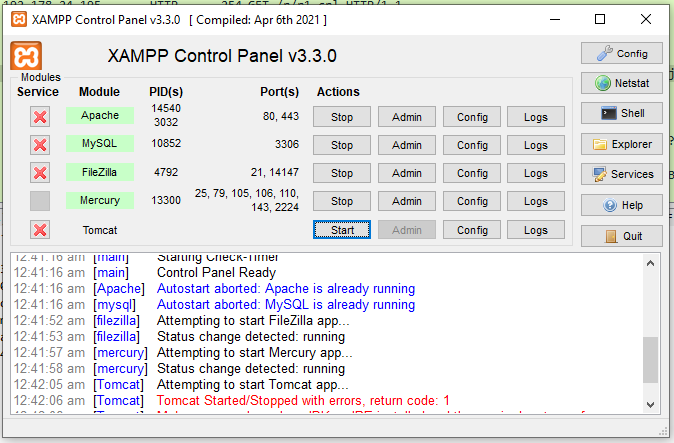 XAMPP Control Panel v3.3.0 [ Compiled: Apr 6th 2021 ]
XAMPP Control Panel v3.3.0
Config
Modules
Service Module PID(s) Port(s) Actions
Netstat
Apache 14540 3032 80, 443 Stop Admin Config Logs
Shell
MySQL 10852 3306 Stop Admin Config Logs
Explorer
FileZilla 4792 21, 14147 Stop Admin Config Logs
Services
Mercury 13300 25, 79, 105, 106, 110, 143, 2224 Stop Admin Config Logs
Help
Tomcat Start Admin Config Logs
Quit
12:41:16 am [main] Starting Check-Timer
12:41:16 am [main] Control Panel Ready
12:41:16 am [Apache] Autostart aborted: Apache is already running
12:41:16 am [mysql] Autostart aborted: MySQL is already running
12:41:52 am [filezilla] Attempting to start FileZilla app...
12:41:53 am [filezilla] Status change detected: running
12:41:57 am [mercury] Attempting to start Mercury app...
12:41:58 am [mercury] Status change detected: running
12:42:05 am [Tomcat] Attempting to start Tomcat app...
12:42:06 am [Tomcat] Tomcat Started/Stopped with errors, return code: 1